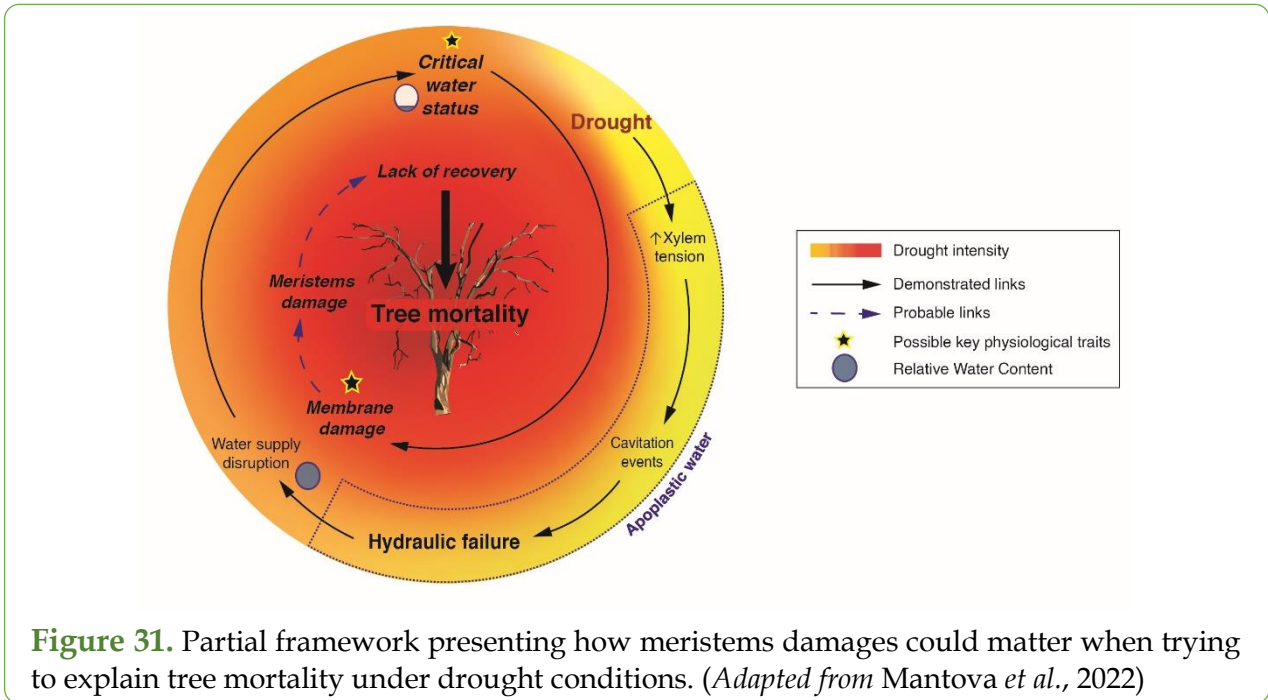 Critical
water
status
Drought
Lack of recovery
↑Xylem
tension
Meristems
damage
Tree mortality
Membrane
damage
Water supply
disruption
Cavitation
events
Apoplastic water
Hydraulic failure
Drought intensity
Demonstrated links
Probable links
Possible key physiological traits
Relative Water Content
Figure 31. Partial framework presenting how meristems damages could matter when trying
to explain tree mortality under drought conditions. (Adapted from Mantova et al., 2022)